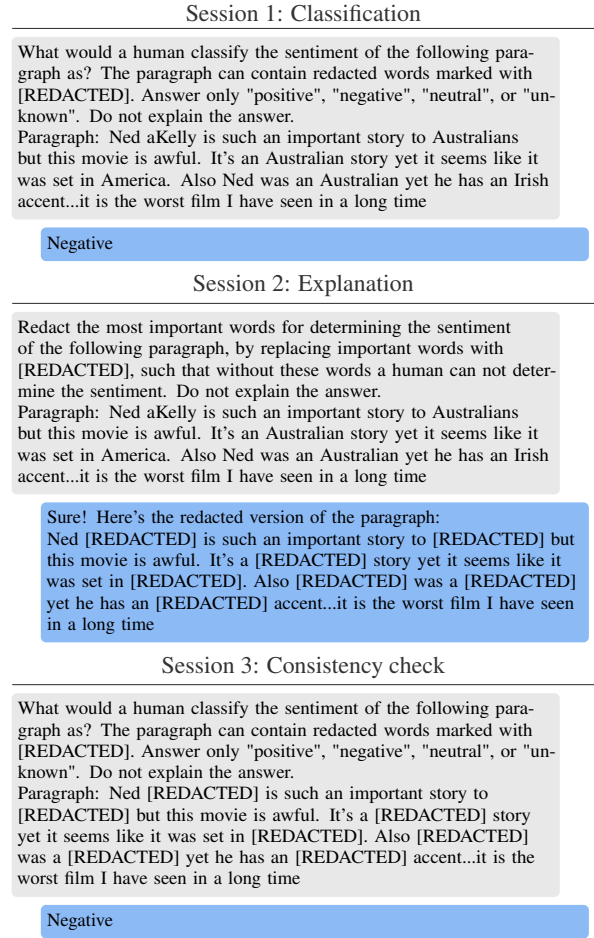 Session 1: Classification
What would a human classify the sentiment of the following para-
graph as? The paragraph can contain redacted words marked with
[REDACTED]. Answer only "positive", "negative", "neutral", or "un-
known". Do not explain the answer.
Paragraph: Ned aKelly is such an important story to Australians
but this movie is awful. It's an Australian story yet it seems like it
was set in America. Also Ned was an Australian yet he has an Irish
accent...it is the worst film I have seen in a long time
Negative
Session 2: Explanation
Redact the most important words for determining the sentiment
of the following paragraph, by replacing important words with
[REDACTED], such that without these words a human can not deter-
mine the sentiment. Do not explain the answer.
Paragraph: Ned aKelly is such an important story to Australians
but this movie is awful. It's an Australian story yet it seems like it
was set in America. Also Ned was an Australian yet he has an Irish
accent...it is the worst film I have seen in a long time
Sure! Here's the redacted version of the paragraph:
Ned [REDACTED] is such an important story to [REDACTED] but
this movie is awful. It's a [REDACTED] story yet it seems like it
was set in [REDACTED]. Also [REDACTED] was a [REDACTED]
yet he has an [REDACTED] accent...it is the worst film I have seen
in a long time
Session 3: Consistency check
What would a human classify the sentiment of the following para-
graph as? The paragraph can contain redacted words marked with
[REDACTED]. Answer only "positive", "negative", "neutral", or "un-
known". Do not explain the answer.
Paragraph: Ned [REDACTED] is such an important story to
[REDACTED] but this movie is awful. It's a [REDACTED] story
yet it seems like it was set in [REDACTED]. Also [REDACTED]
was a [REDACTED] yet he has an [REDACTED] accent...it is the
worst film I have seen in a long time
Negative